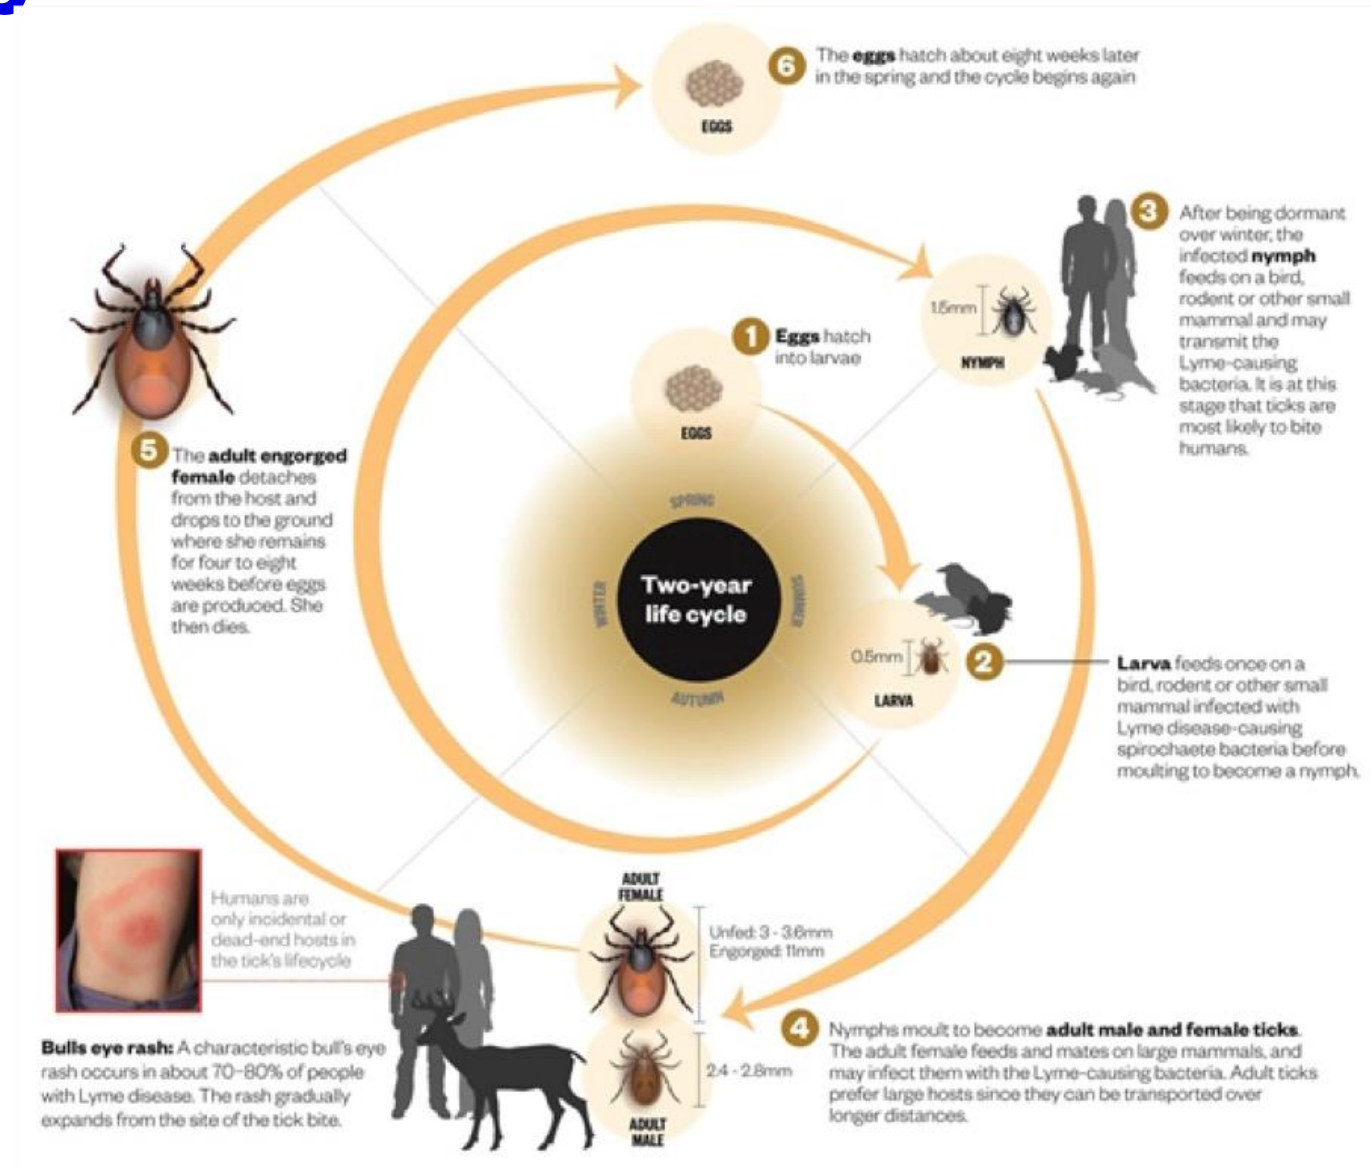 6
The eggs hatch about eight weeks later
in the spring and the cycle begins again
EGGS
3
After being dormant
over winter, the
infected nymph
feeds on a bird,
rodent or other small
mammal and may
transmit the
Lyme-causing
bacteria. It is at this
stage that ticks are
most likely to bite
humans.
1.5mm
NYMPH
1
Eggs hatch
into larvae
EGGS
5
The adult engorged
female detaches
from the host and
drops to the ground
where she remains
for four to eight
weeks before eggs
are produced. She
then dies.
SPRING
WINTER
Two-year
life cycle
SUMMER
AUTUMN
0.5mm
LARVA
2
Larva feeds once on a
bird, rodent or other small
mammal infected with
Lyme disease-causing
spirochaete bacteria before
moulting to become a nymph.
Humans are
only incidental or
dead-end hosts in
the tick's lifecycle
ADULT
FEMALE
Unfed: 3 - 3.6mm
Engorged: 11mm
2.4 - 2.8mm
ADULT
MALE
4
Nymphs moult to become adult male and female ticks.
The adult female feeds and mates on large mammals, and
may infect them with the Lyme-causing bacteria. Adult ticks
prefer large hosts since they can be transported over
longer distances.
Bulls eye rash: A characteristic bull's eye
rash occurs in about 70-80% of people
with Lyme disease. The rash gradually
expands from the site of the tick bite.